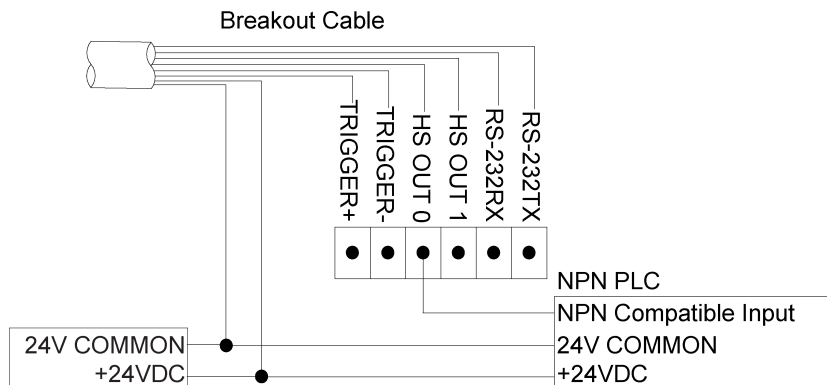 Breakout Cable
TRIGGER+
TRIGGER-
HS OUT 0
HS OUT 1
RS-232RX
RS-232TX
NPN PLC
NPN Compatible Input
24V COMMON
+24VDC
24V COMMON
+24VDC